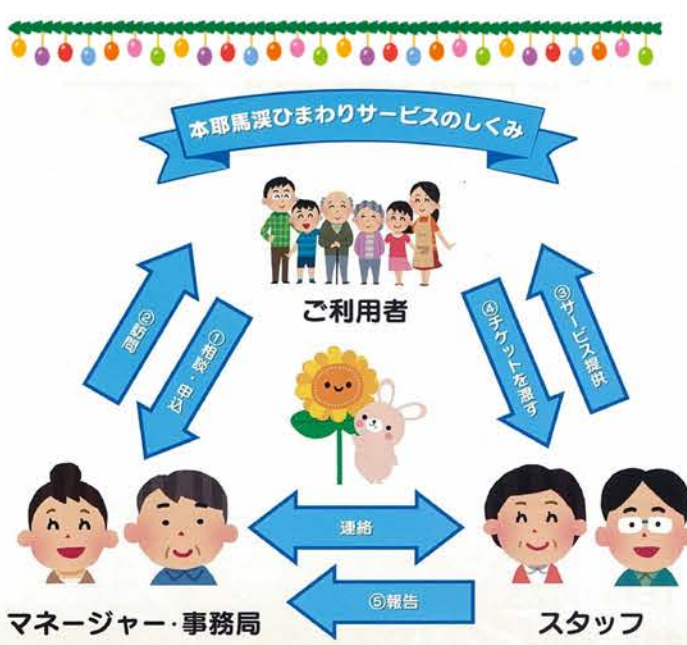 本耶馬渓ひまわりサービスのしくみ
ご利用者
②訪問
①相談・申込
④チケットを渡す
③サービス提供
連絡
⑤報告
マネージャー・事務局
スタッフ